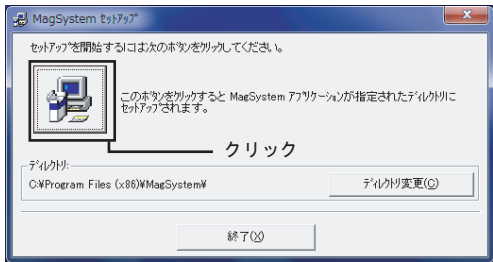 MagSystem ｾｯﾄｱｯﾌﾟ
ｾｯﾄｱｯﾌﾟを開始するには次のﾎﾞﾀﾝをｸﾘｯｸしてください。
このﾎﾞﾀﾝをｸﾘｯｸすると MagSystem ｱﾌﾟﾘｹｰｼｮﾝが指定されたﾃﾞｨﾚｸﾄﾘに
ｾｯﾄｱｯﾌﾟされます。
クリック
ﾃﾞｨﾚｸﾄﾘ:
C:¥Program Files (x86)¥MagSystem¥
ﾃﾞｨﾚｸﾄﾘ変更(C)
終了(X)